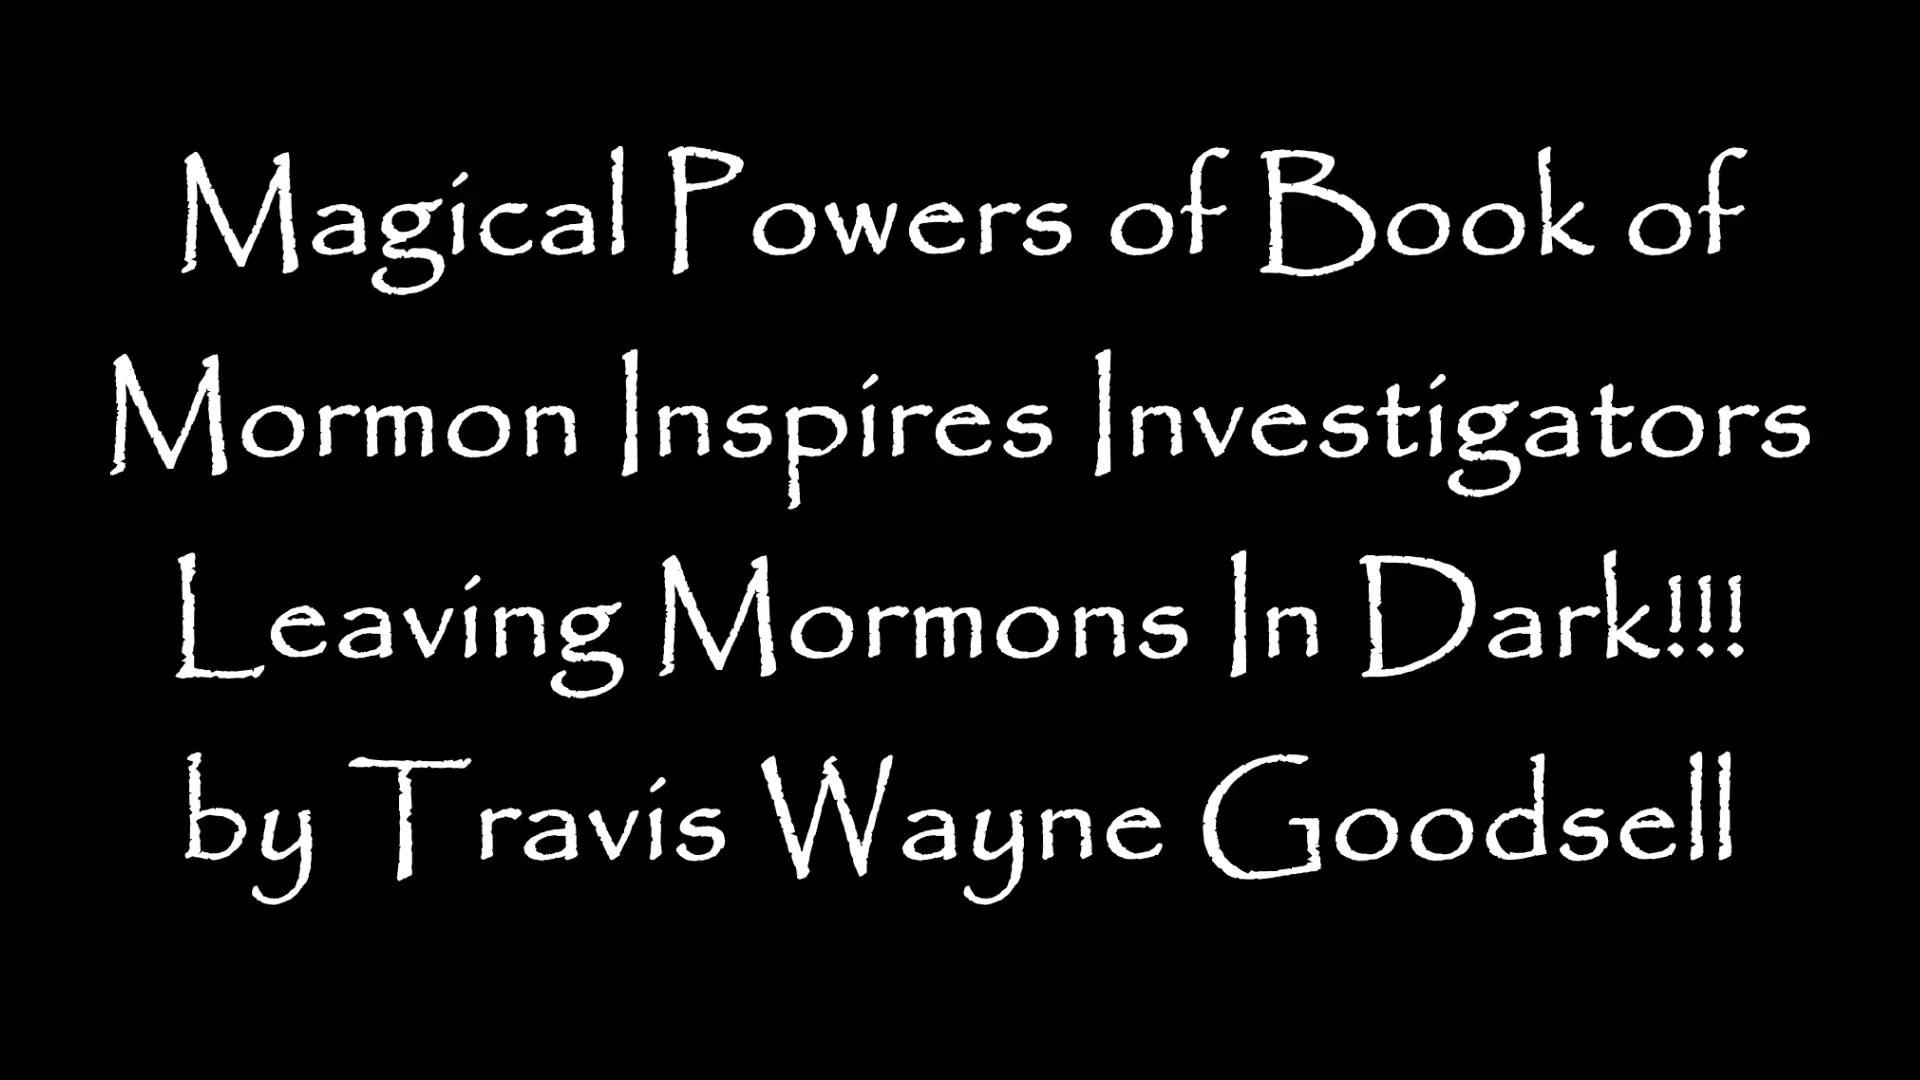 Magical Powers of Book of
Mormon Inspires Investigators
Leaving Mormons In Dark!!!
by Travis Wayne Goodsell